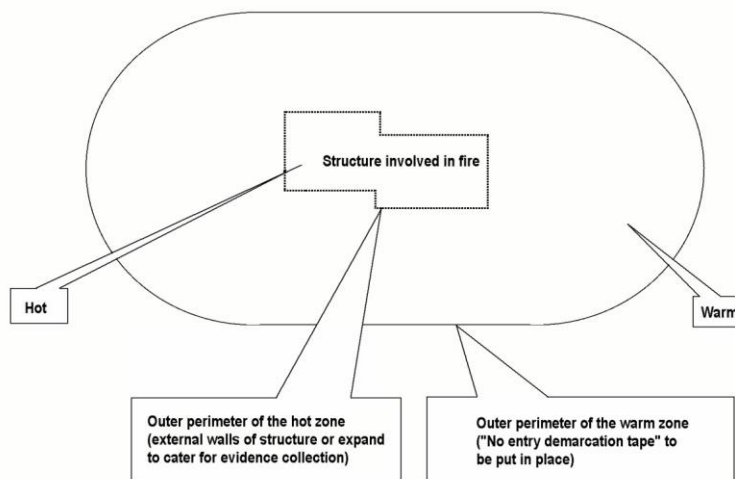 Structure involved in fire
Hot
Warm
Outer perimeter of the hot zone
(external walls of structure or expand
to cater for evidence collection)
Outer perimeter of the warm zone
("No entry demarcation tape" to
be put in place)